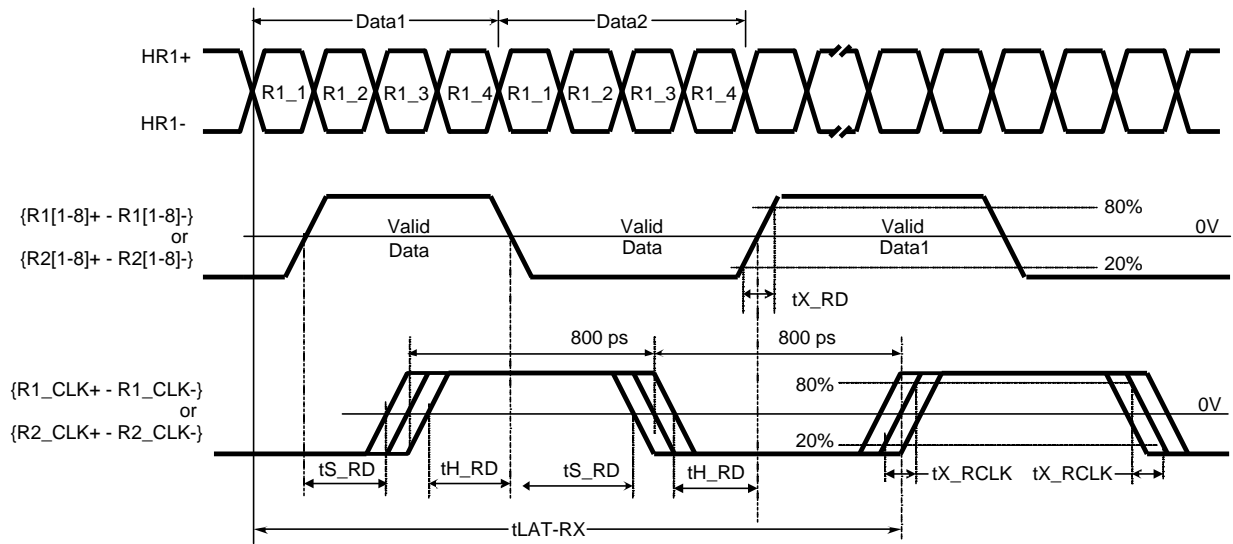 Data1 Data2
HR1+
R1_1 R1_2 R1_3 R1_4 R1_1 R1_2 R1_3 R1_4
HR1-
{R1[1-8]+ - R1[1-8]-}
or
{R2[1-8]+ - R2[1-8]-}
80%
Valid Valid Valid 0V
Data Data Data1
20%
tX_RD
800 ps 800 ps
{R1_CLK+ - R1_CLK-}
or
{R2_CLK+ - R2_CLK-}
80%
0V
20%
tS_RD tH_RD tS_RD tH_RD tX_RCLK tX_RCLK
tLAT-RX